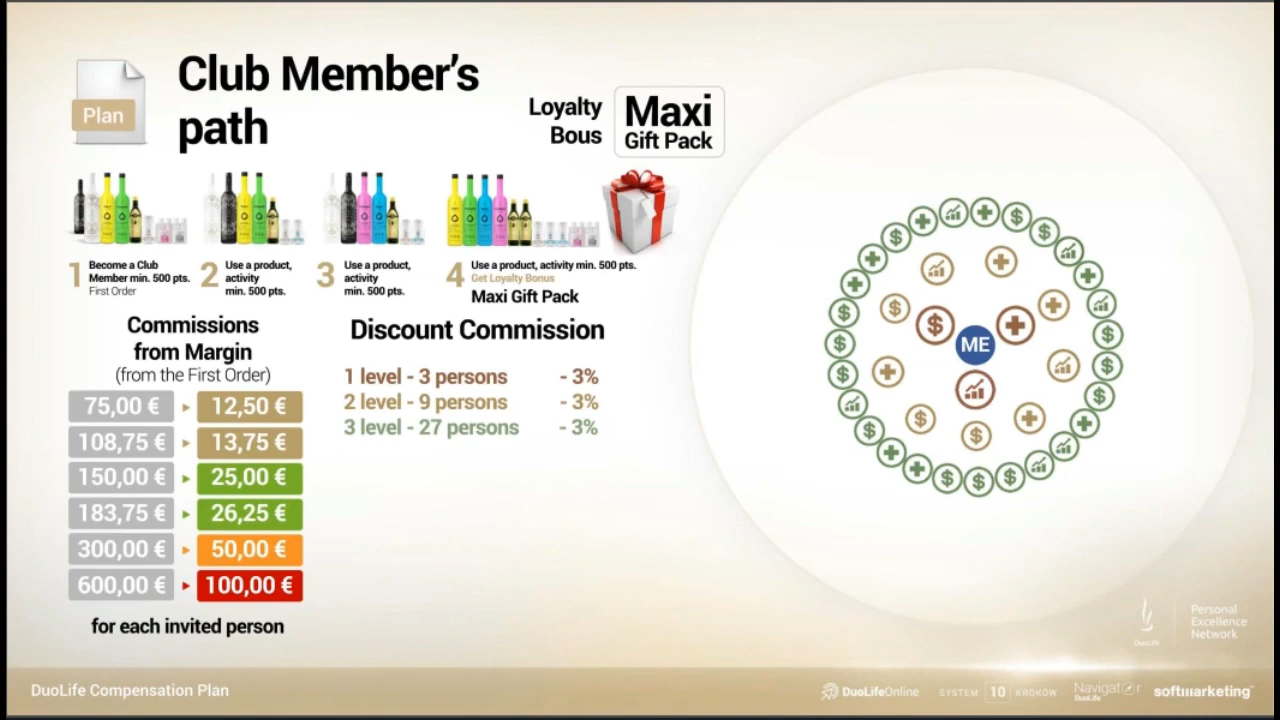 Plan
Club Member's
path
Loyalty
Bous
Maxi
Gift Pack
1 Become a Club
Member min. 500 pts.
First Order
2 Use a product,
activity
min. 500 pts.
3 Use a product,
activity
min. 500 pts.
4 Use a product, activity min. 500 pts.
Get Loyalty Bonus
Maxi Gift Pack
Commissions
from Margin
(from the First Order)
75,00 € 12,50 €
108,75 € 13,75 €
150,00 € 25,00 €
183,75 € 26,25 €
300,00 € 50,00 €
600,00 € 100,00 €
for each invited person
Discount Commission
1 level - 3 persons - 3%
2 level - 9 persons - 3%
3 level - 27 persons - 3%
ME
DuoLife
Personal
Excellence
Network
DuoLife Compensation Plan
DuoLifeOnline
SYSTEM 10 KROKÓW
Navigator
DuoLife
softmarketing